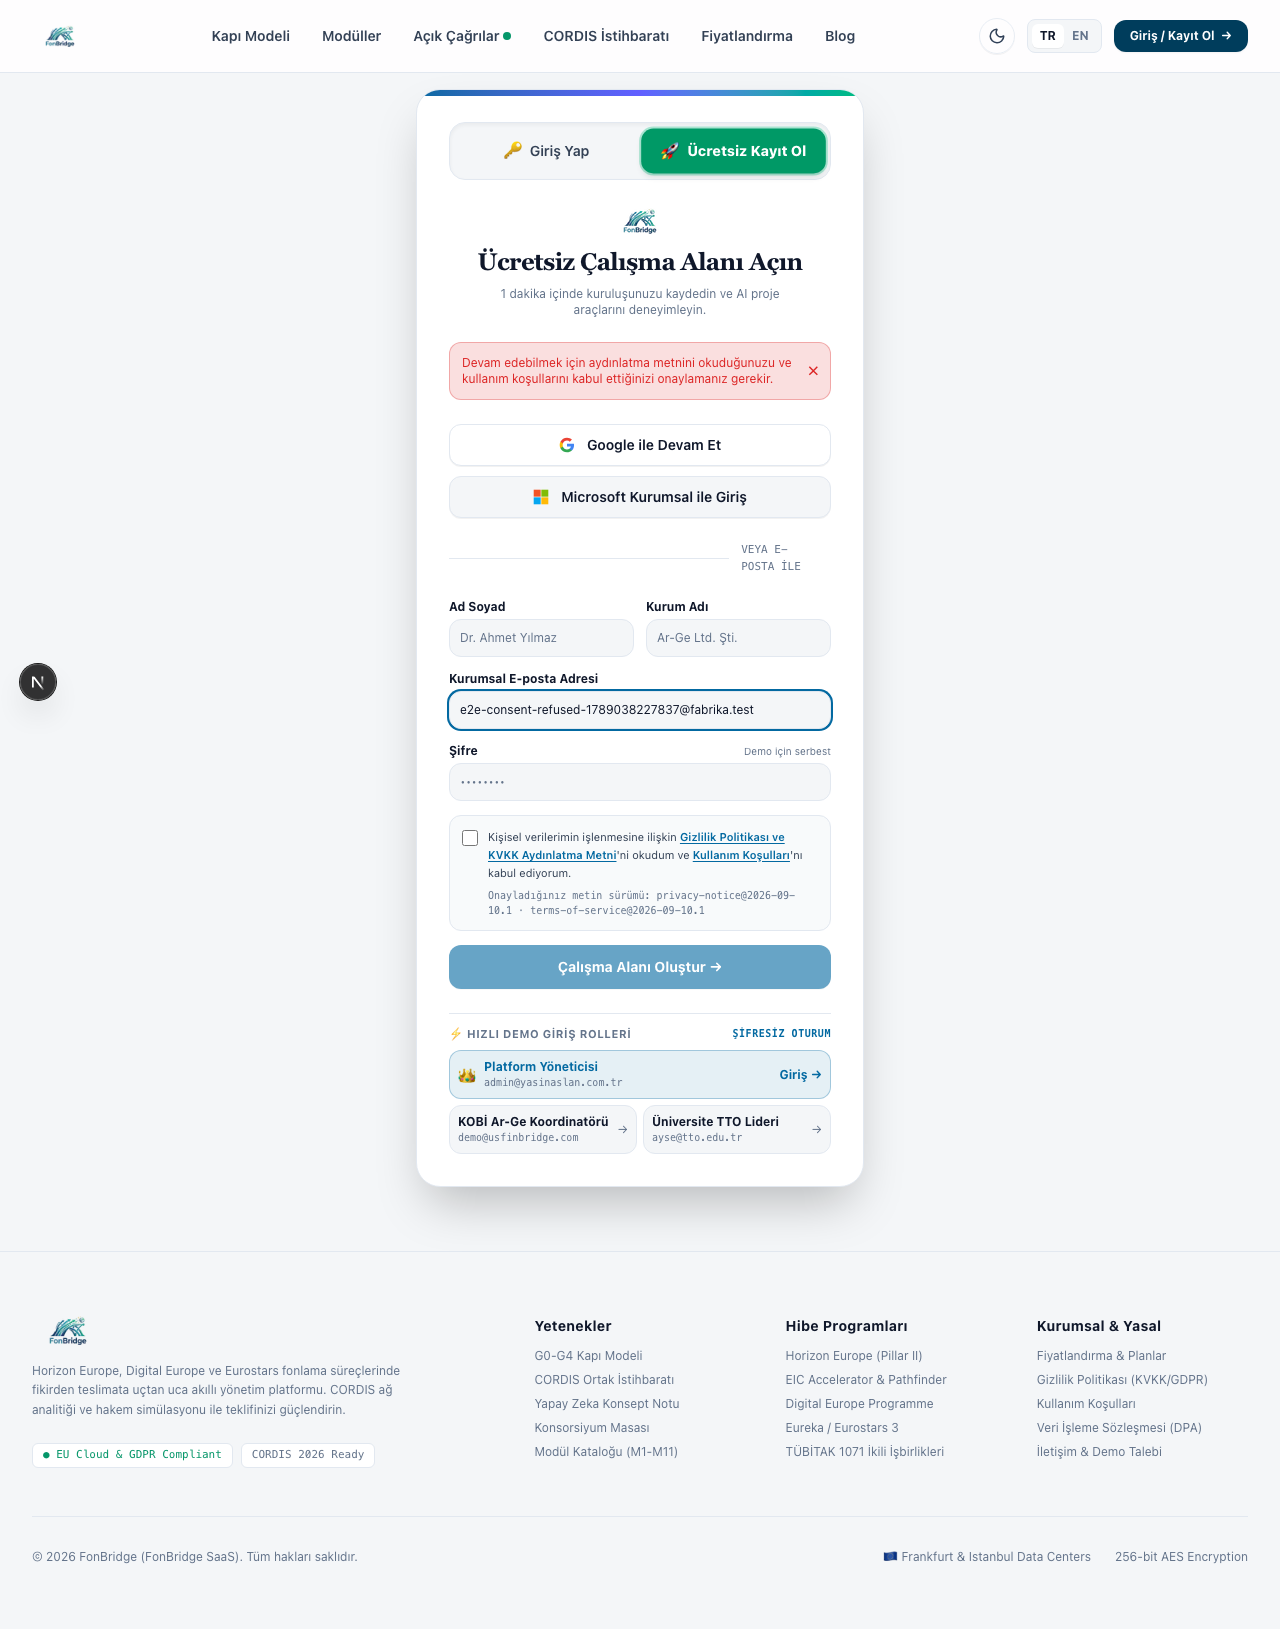 FonBridge
Kapı Modeli
Modüller
Açık Çağrılar
CORDIS İstihbaratı
Fiyatlandırma
Blog
TR
EN
Giriş / Kayıt Ol →
🔑 Giriş Yap
🚀 Ücretsiz Kayıt Ol
FonBridge
Ücretsiz Çalışma Alanı Açın
1 dakika içinde kuruluşunuzu kaydedin ve AI proje
araçlarını deneyimleyin.
Devam edebilmek için aydınlatma metnini okuduğunuzu ve
kullanım koşullarını kabul ettiğinizi onaylamanız gerekir.
✕
Google ile Devam Et
Microsoft Kurumsal ile Giriş
VEYA E-
POSTA İLE
Ad Soyad
Kurum Adı
Dr. Ahmet Yılmaz
Ar-Ge Ltd. Şti.
Kurumsal E-posta Adresi
e2e-consent-refused-1789038227837@fabrika.test
Şifre
Demo için serbest
••••••••
Kişisel verilerimin işlenmesine ilişkin Gizlilik Politikası ve
KVKK Aydınlatma Metni'ni okudum ve Kullanım Koşulları'nı
kabul ediyorum.
Onayladığınız metin sürümü: privacy-notice@2026-09-
10.1 · terms-of-service@2026-09-10.1
Çalışma Alanı Oluştur →
⚡ HIZLI DEMO GİRİŞ ROLLERİ
ŞİFRESİZ OTURUM
Platform Yöneticisi
admin@yasinaslan.com.tr
Giriş →
KOBİ Ar-Ge Koordinatörü
demo@usfinbridge.com
→
Üniversite TTO Lideri
ayse@tto.edu.tr
→
FonBridge
Horizon Europe, Digital Europe ve Eurostars fonlama süreçlerinde
fikirden teslimata uçtan uca akıllı yönetim platformu. CORDIS ağ
analitiği ve hakem simülasyonu ile teklifinizi güçlendirin.
● EU Cloud & GDPR Compliant
CORDIS 2026 Ready
Yetenekler
G0-G4 Kapı Modeli
CORDIS Ortak İstihbaratı
Yapay Zeka Konsept Notu
Konsorsiyum Masası
Modül Kataloğu (M1-M11)
Hibe Programları
Horizon Europe (Pillar II)
EIC Accelerator & Pathfinder
Digital Europe Programme
Eureka / Eurostars 3
TÜBİTAK 1071 İkili İşbirlikleri
Kurumsal & Yasal
Fiyatlandırma & Planlar
Gizlilik Politikası (KVKK/GDPR)
Kullanım Koşulları
Veri İşleme Sözleşmesi (DPA)
İletişim & Demo Talebi
© 2026 FonBridge (FonBridge SaaS). Tüm hakları saklıdır.
🇪🇺 Frankfurt & Istanbul Data Centers
256-bit AES Encryption